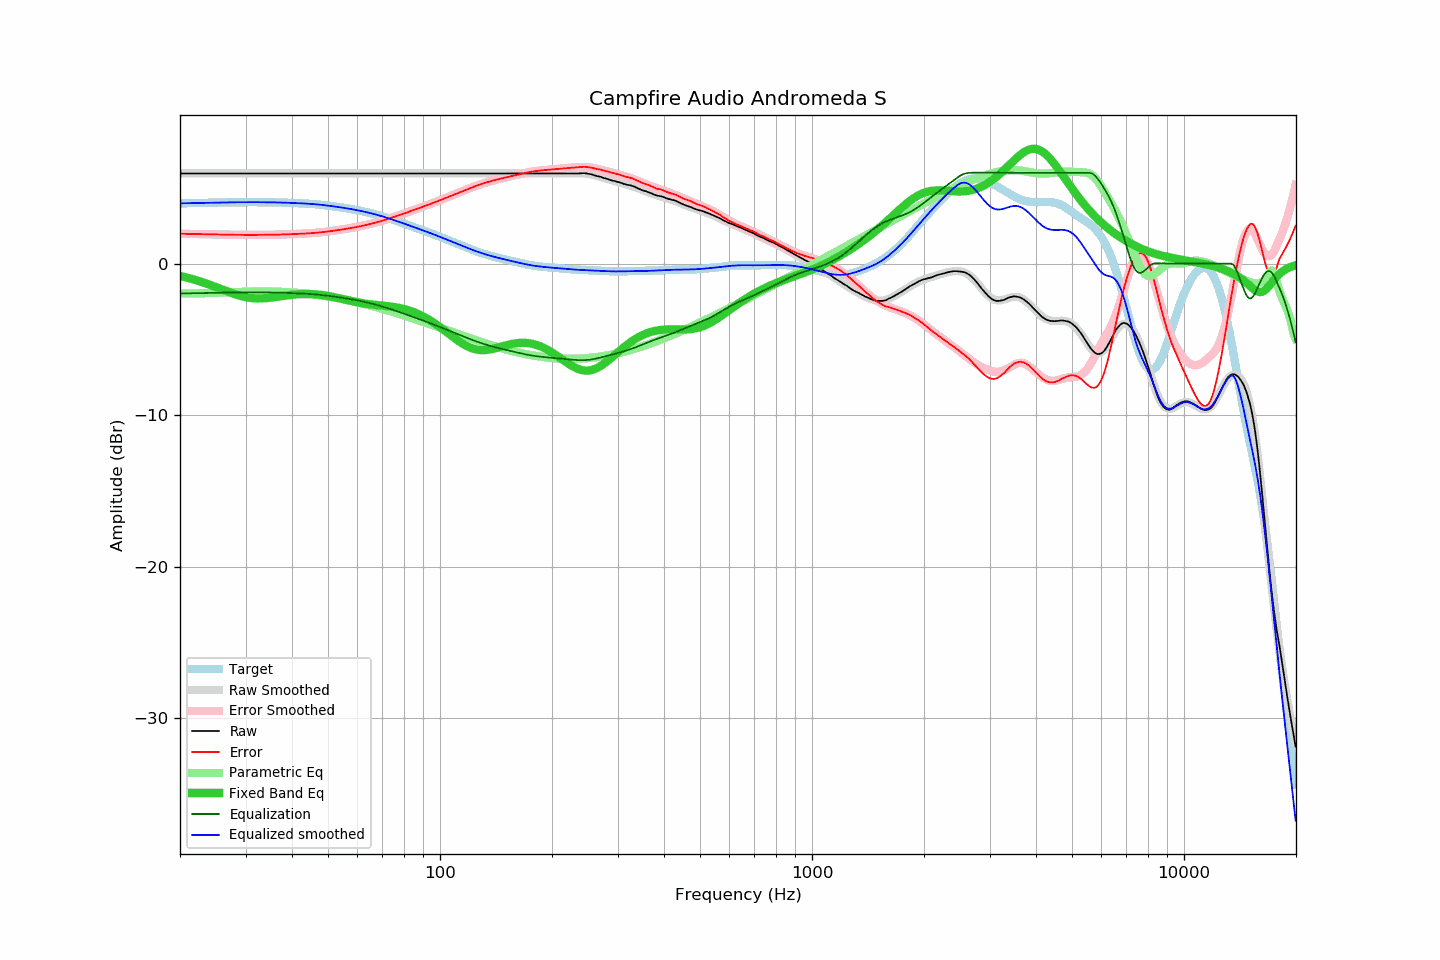 Campfire Audio Andromeda S
Amplitude (dBr)
0
−10
−20
−30
Target
Raw Smoothed
Error Smoothed
Raw
Error
Parametric Eq
Fixed Band Eq
Equalization
Equalized smoothed
100
1000
10000
Frequency (Hz)